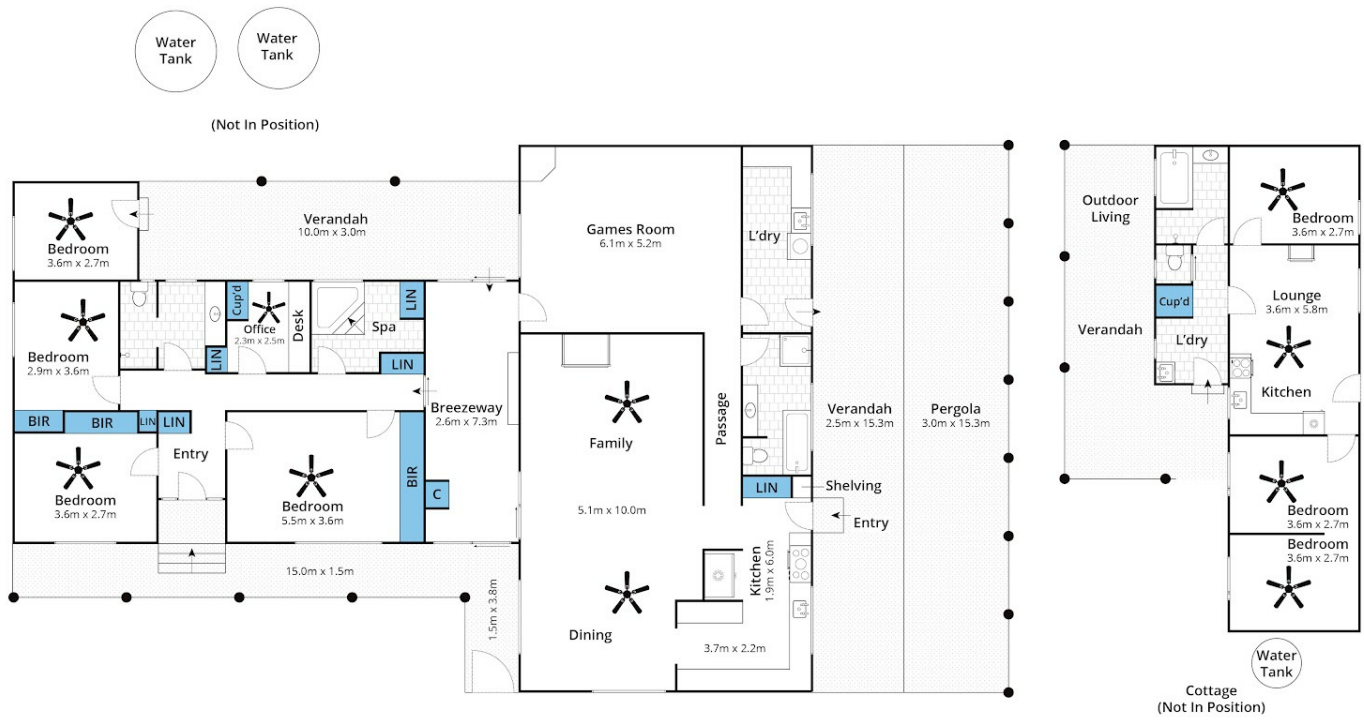 Water
Tank
Water
Tank
(Not In Position)
Bedroom
3.6m x 2.7m
Verandah
10.0m x 3.0m
Games Room
6.1m x 5.2m
L'dry
Bedroom
2.9m x 3.6m
Cup'd
Office
2.3m x 2.5m
Desk
LIN
Spa
LIN
LIN
BIR
BIR
LIN
LIN
Entry
Bedroom
3.6m x 2.7m
Bedroom
5.5m x 3.6m
BIR
C
Breezeway
2.6m x 7.3m
15.0m x 1.5m
1.5m x 3.8m
Family
5.1m x 10.0m
Dining
Passage
LIN
Shelving
Entry
Kitchen
1.9m x 6.0m
3.7m x 2.2m
Verandah
2.5m x 15.3m
Pergola
3.0m x 15.3m
Outdoor
Living
Verandah
Bedroom
3.6m x 2.7m
Cup'd
L'dry
Lounge
3.6m x 5.8m
Kitchen
Bedroom
3.6m x 2.7m
Bedroom
3.6m x 2.7m
Water
Tank
Cottage
(Not In Position)